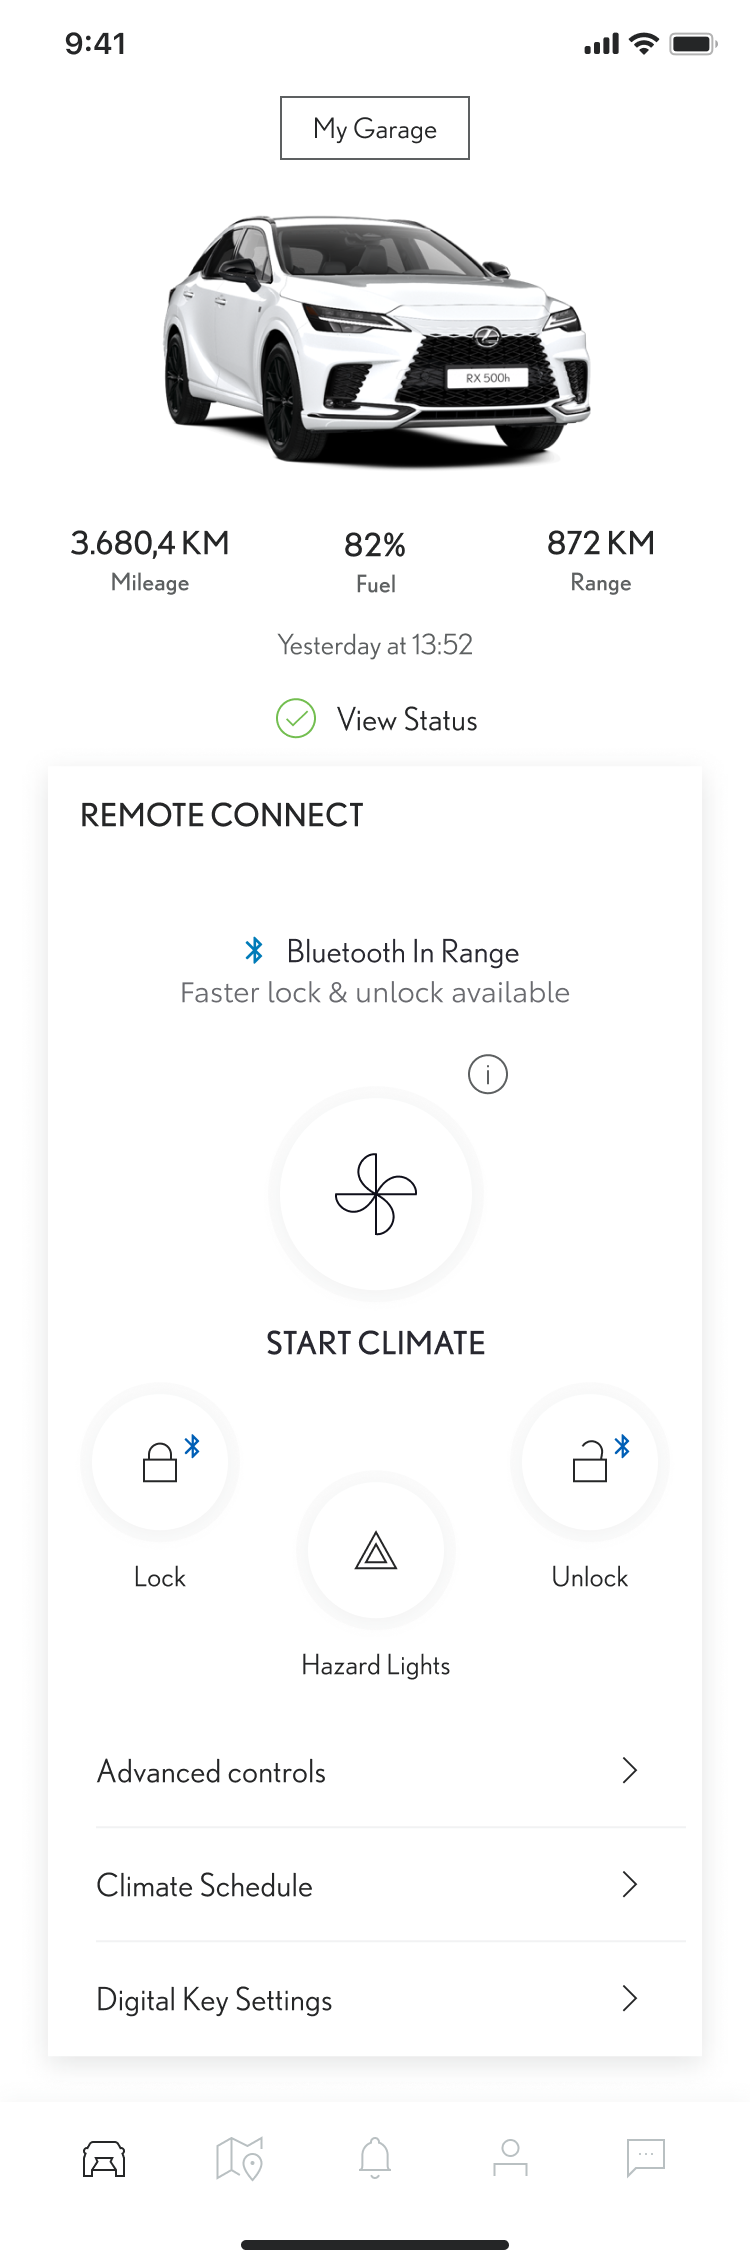 9:41
My Garage
RX 500h
3.680,4 KM
82%
872 KM
Mileage
Fuel
Range
Yesterday at 13:52
View Status
REMOTE CONNECT
Bluetooth In Range
Faster lock & unlock available
i
START CLIMATE
Lock
Unlock
Hazard Lights
Advanced controls
Climate Schedule
Digital Key Settings